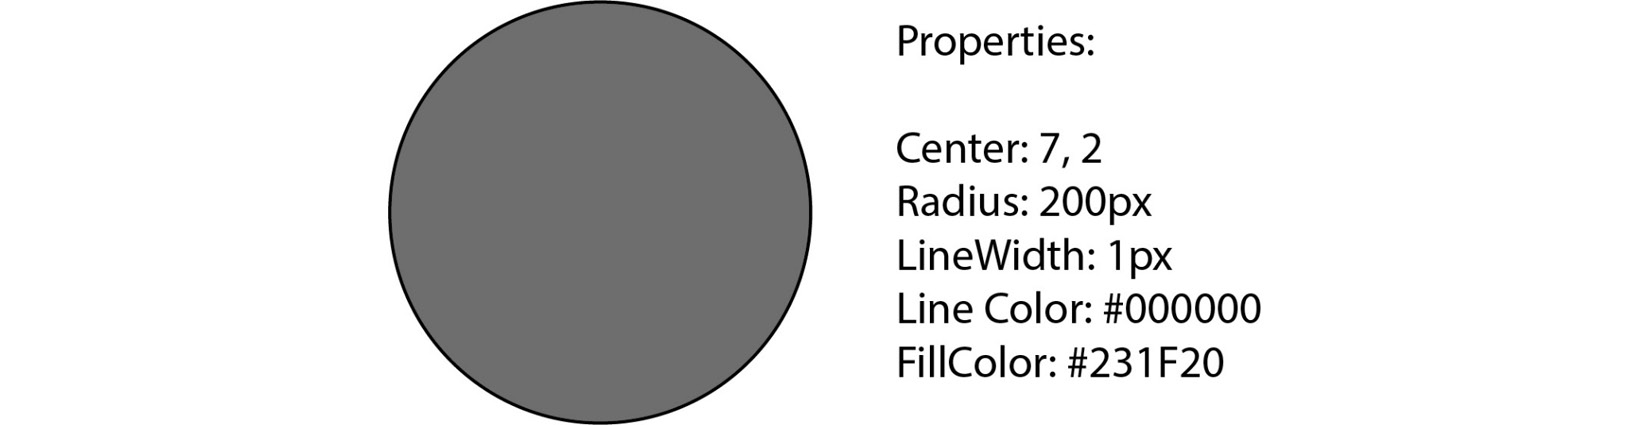 Properties:
Center: 7, 2
Radius: 200px
LineWidth: 1px
Line Color: #000000
FillColor: #231F20